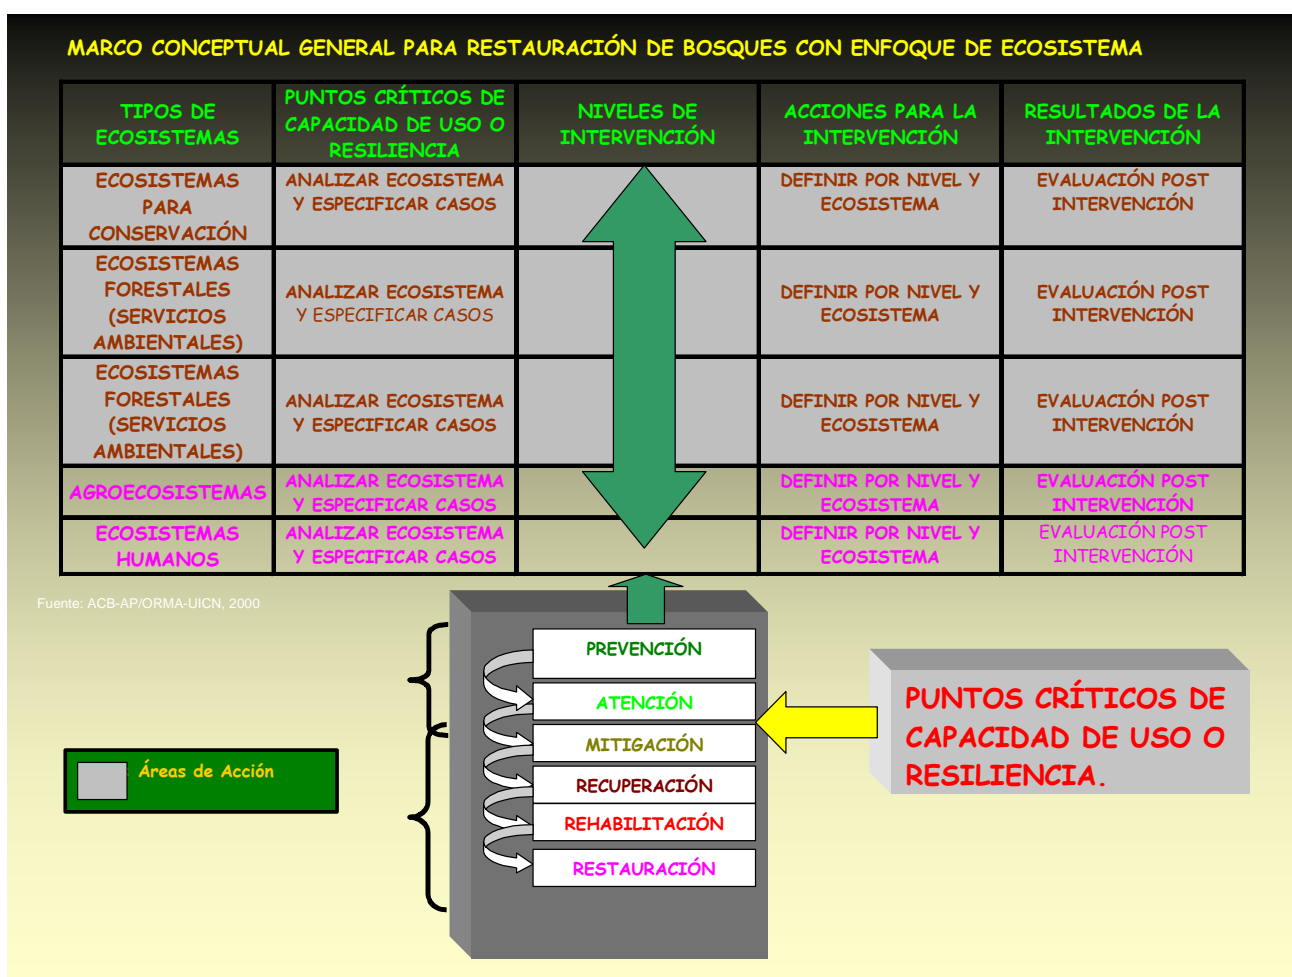 MARCO CONCEPTUAL GENERAL PARA RESTAURACIÓN DE BOSQUES CON ENFOQUE DE ECOSISTEMA
TIPOS DE
ECOSISTEMAS
PUNTOS CRÍTICOS DE
CAPACIDAD DE USO O
RESILIENCIA
NIVELES DE
INTERVENCIÓN
ACCIONES PARA LA
INTERVENCIÓN
RESULTADOS DE LA
INTERVENCIÓN
ECOSISTEMAS
PARA
CONSERVACIÓN
ANALIZAR ECOSISTEMA
Y ESPECIFICAR CASOS
DEFINIR POR NIVEL Y
ECOSISTEMA
EVALUACIÓN POST
INTERVENCIÓN
ECOSISTEMAS
FORESTALES
(SERVICIOS
AMBIENTALES)
ANALIZAR ECOSISTEMA
Y ESPECIFICAR CASOS
DEFINIR POR NIVEL Y
ECOSISTEMA
EVALUACIÓN POST
INTERVENCIÓN
ECOSISTEMAS
FORESTALES
(SERVICIOS
AMBIENTALES)
ANALIZAR ECOSISTEMA
Y ESPECIFICAR CASOS
DEFINIR POR NIVEL Y
ECOSISTEMA
EVALUACIÓN POST
INTERVENCIÓN
AGROECOSISTEMAS
ANALIZAR ECOSISTEMA
Y ESPECIFICAR CASOS
DEFINIR POR NIVEL Y
ECOSISTEMA
EVALUACIÓN POST
INTERVENCIÓN
ECOSISTEMAS
HUMANOS
ANALIZAR ECOSISTEMA
Y ESPECIFICAR CASOS
DEFINIR POR NIVEL Y
ECOSISTEMA
EVALUACIÓN POST
INTERVENCIÓN
Fuente: ACB-AP/ORMA-UICN, 2000
PREVENCIÓN
ATENCIÓN
MITIGACIÓN
RECUPERACIÓN
REHABILITACIÓN
RESTAURACIÓN
PUNTOS CRÍTICOS DE
CAPACIDAD DE USO O
RESILIENCIA.
Áreas de Acción